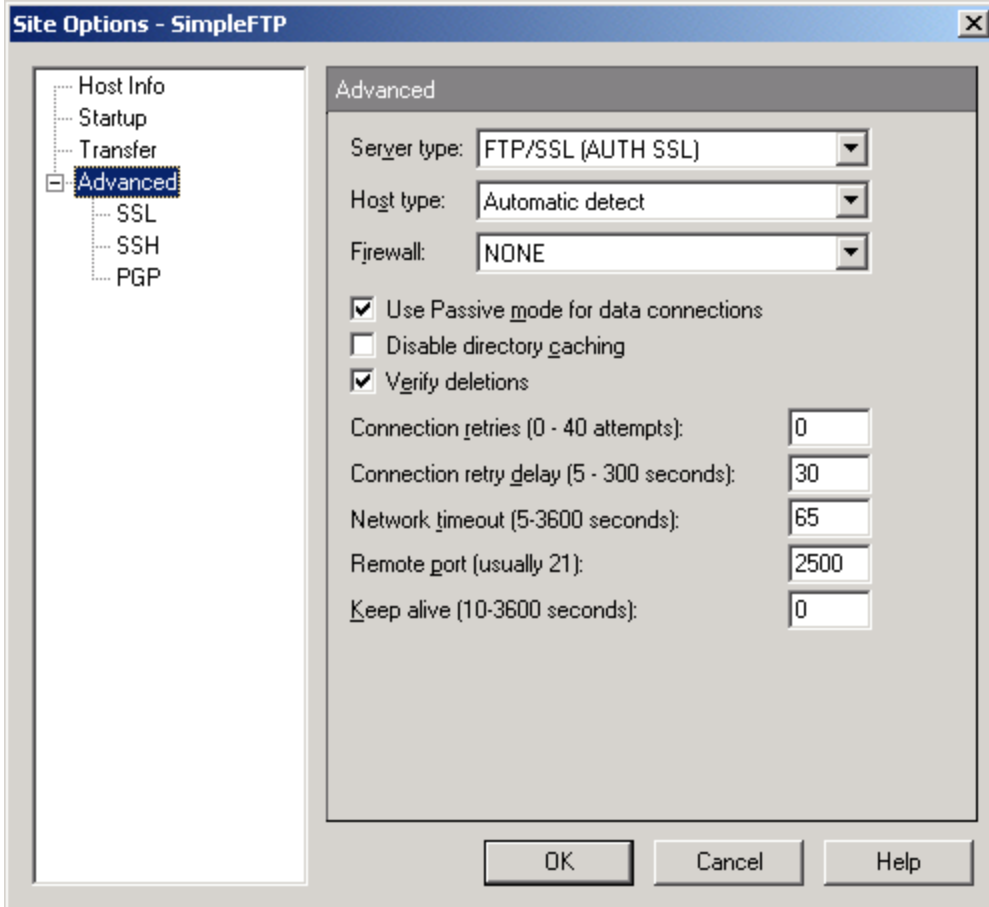 Site Options - SimpleFTP
Host Info
Startup
Transfer
Advanced
SSL
SSH
PGP
Advanced
Server type: FTP/SSL (AUTH SSL)
Host type: Automatic detect
Firewall: NONE
Use Passive mode for data connections
Disable directory caching
Verify deletions
Connection retries (0 - 40 attempts): 0
Connection retry delay (5 - 300 seconds): 30
Network timeout (5-3600 seconds): 65
Remote port (usually 21): 2500
Keep alive (10-3600 seconds): 0
OK Cancel Help